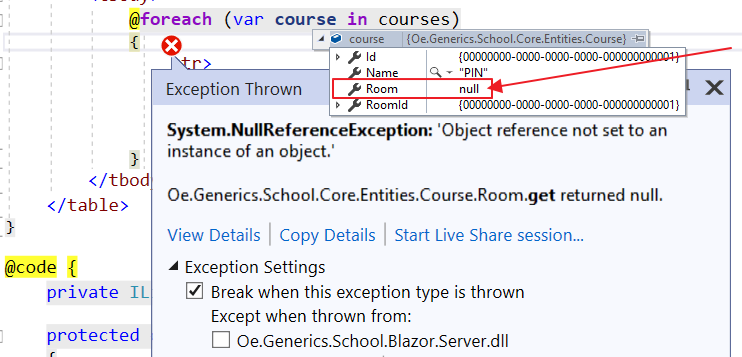 @foreach (var course in courses)
{
course {Oe.Generics.School.Core.Entities.Course}
Id {00000000-0000-0000-0000-000000000001}
Name "PIN"
Room null
RoomId {00000000-0000-0000-0000-000000000001}
tr>
Exception Thrown
System.NullReferenceException: 'Object reference not set to an
instance of an object.'
Oe.Generics.School.Core.Entities.Course.Room.get returned null.
View Details | Copy Details | Start Live Share session...
Exception Settings
Break when this exception type is thrown
Except when thrown from:
Oe.Generics.School.Blazor.Server.dll
}
</tbody
</table>
}
@code {
private IL
protected
{